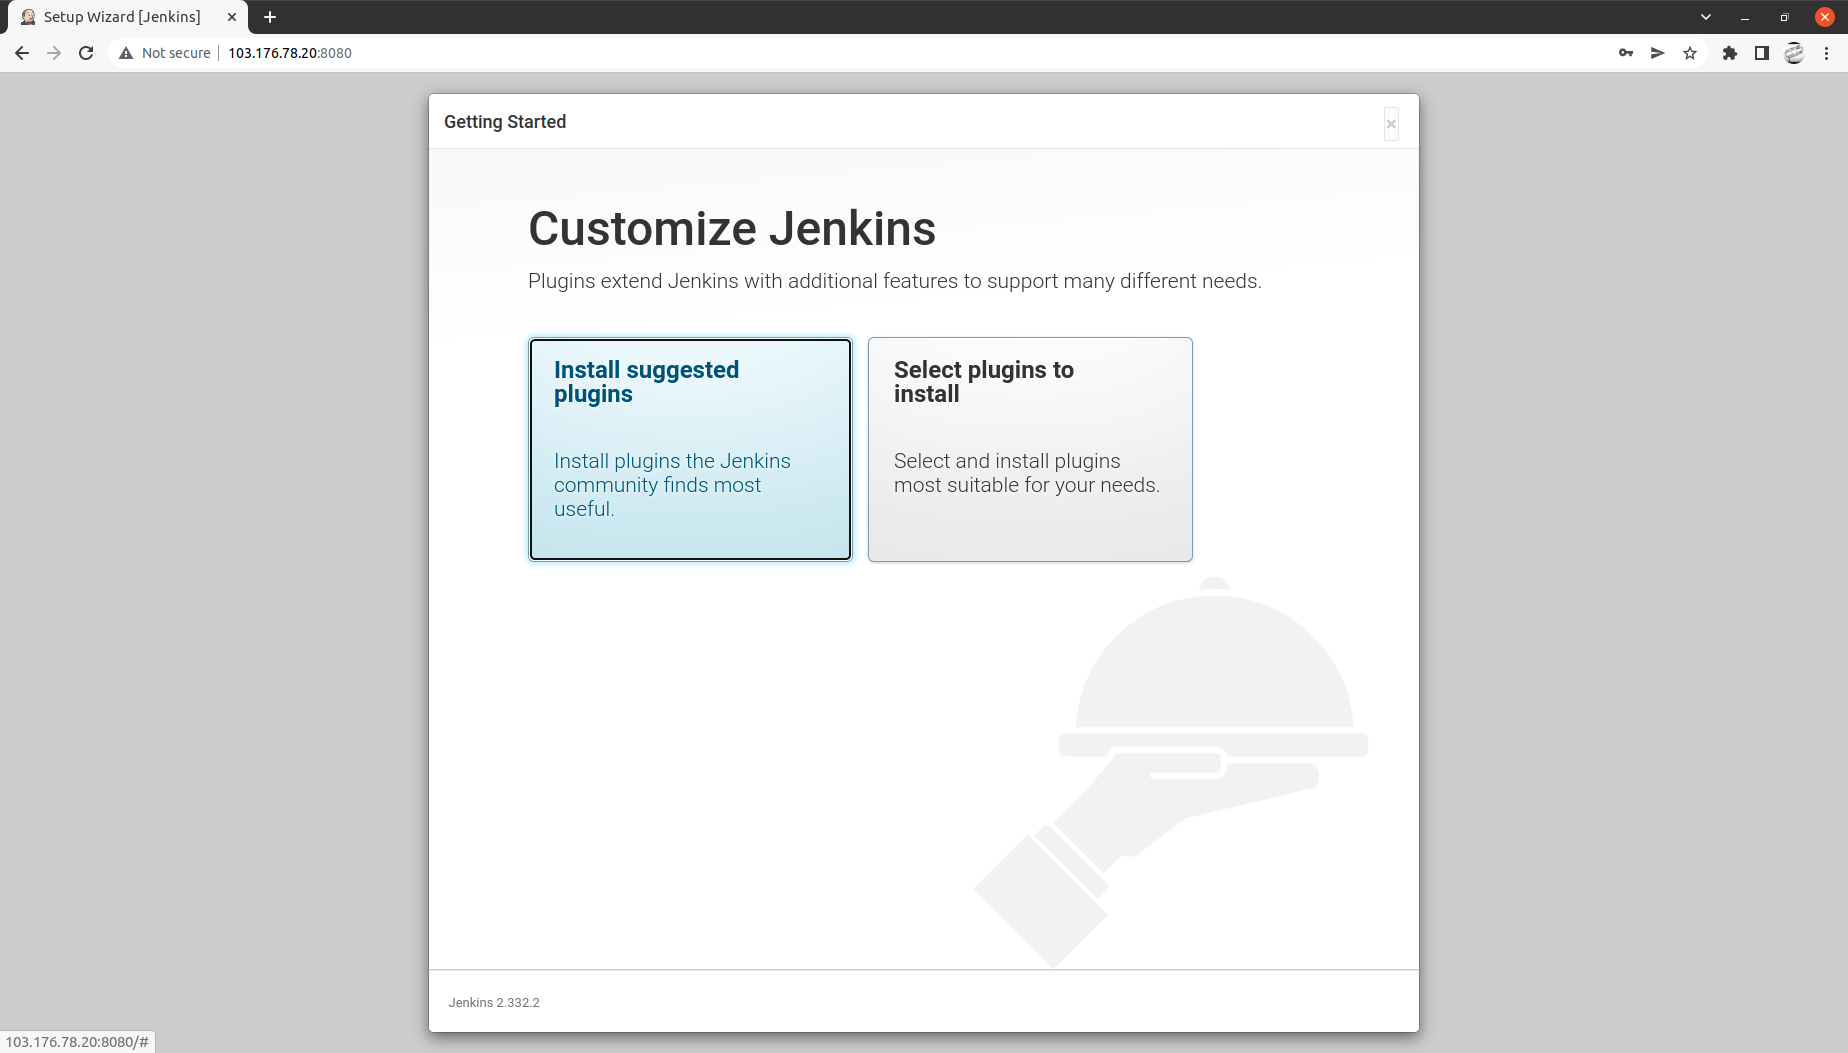 Setup Wizard [Jenkins]
Not secure
103.176.78.20:8080
Getting Started
Customize Jenkins
Plugins extend Jenkins with additional features to support many different needs.
Install suggested
plugins
Install plugins the Jenkins
community finds most
useful.
Select plugins to
install
Select and install plugins
most suitable for your needs.
Jenkins 2.332.2
103.176.78.20:8080/#